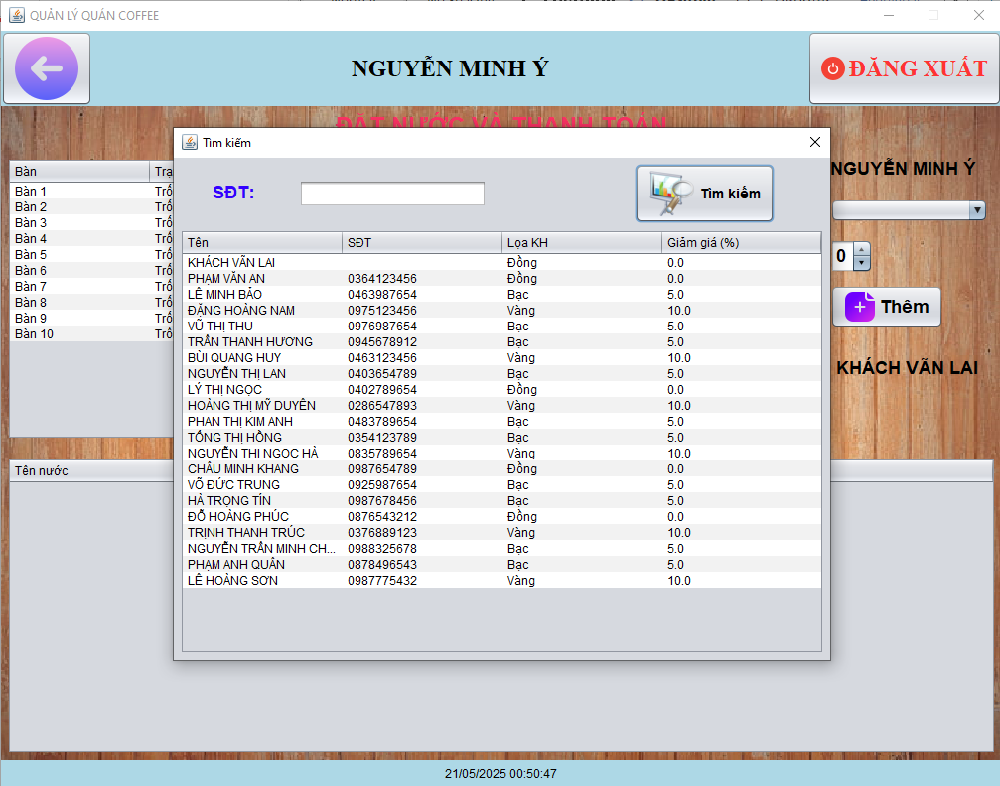 QUẢN LÝ QUÁN COFFEE
NGUYỄN MINH Ý
ĐĂNG XUẤT
ĐẶT NƯỚC VÀ THANH TOÁN
Tìm kiếm
SĐT:
Tìm kiếm
Tên SĐT Lọa KH Giảm giá (%)
KHÁCH VÃN LAI Đồng 0.0
PHẠM VĂN AN 0364123456 Đồng 0.0
LÊ MINH BẢO 0463987654 Bạc 5.0
ĐẶNG HOÀNG NAM 0975123456 Vàng 10.0
VŨ THỊ THU 0976987654 Bạc 5.0
TRẦN THANH HƯƠNG 0945678912 Bạc 5.0
BÙI QUANG HUY 0463123456 Vàng 10.0
NGUYỄN THỊ LAN 0403654789 Bạc 5.0
LÝ THỊ NGỌC 0402789654 Đồng 0.0
HOÀNG THỊ MỸ DUYÊN 0286547893 Vàng 10.0
PHAN THỊ KIM ANH 0483789654 Bạc 5.0
TỐNG THỊ HỒNG 0354123789 Bạc 5.0
NGUYỄN THỊ NGỌC HÀ 0835789654 Vàng 10.0
CHÂU MINH KHANG 0987654789 Đồng 0.0
VÕ ĐỨC TRUNG 0925987654 Bạc 5.0
HÀ TRỌNG TÍN 0987678456 Bạc 5.0
ĐỖ HOÀNG PHÚC 0876543212 Đồng 0.0
TRỊNH THANH TRÚC 0376889123 Vàng 10.0
NGUYỄN TRẦN MINH CH... 0988325678 Bạc 5.0
PHẠM ANH QUÂN 0878496543 Bạc 5.0
LÊ HOÀNG SƠN 0987775432 Vàng 10.0
Bàn Trạ
Bàn 1 Trố
Bàn 2 Trố
Bàn 3 Trố
Bàn 4 Trố
Bàn 5 Trố
Bàn 6 Trố
Bàn 7 Trố
Bàn 8 Trố
Bàn 9 Trố
Bàn 10 Trố
NGUYỄN MINH Ý
0
Thêm
KHÁCH VÃN LAI
Tên nước
21/05/2025 00:50:47